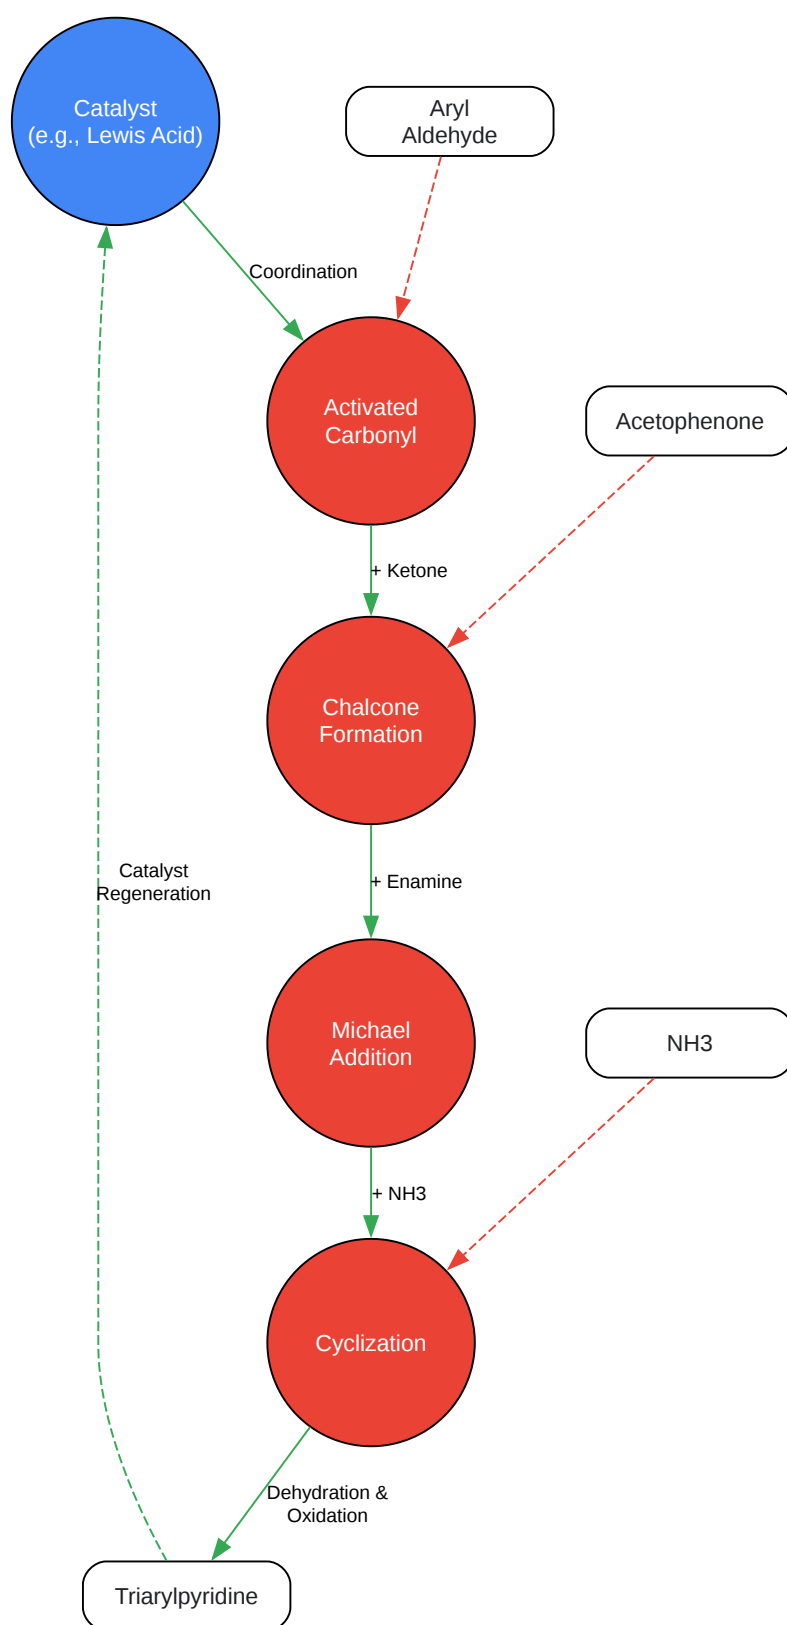 Catalyst
(e.g., Lewis Acid)
Aryl
Aldehyde
Coordination
Activated
Carbonyl
Acetophenone
+ Ketone
Chalcone
Formation
Catalyst
Regeneration
+ Enamine
Michael
Addition
NH3
+ NH3
Cyclization
Dehydration &
Oxidation
Triarylpyridine